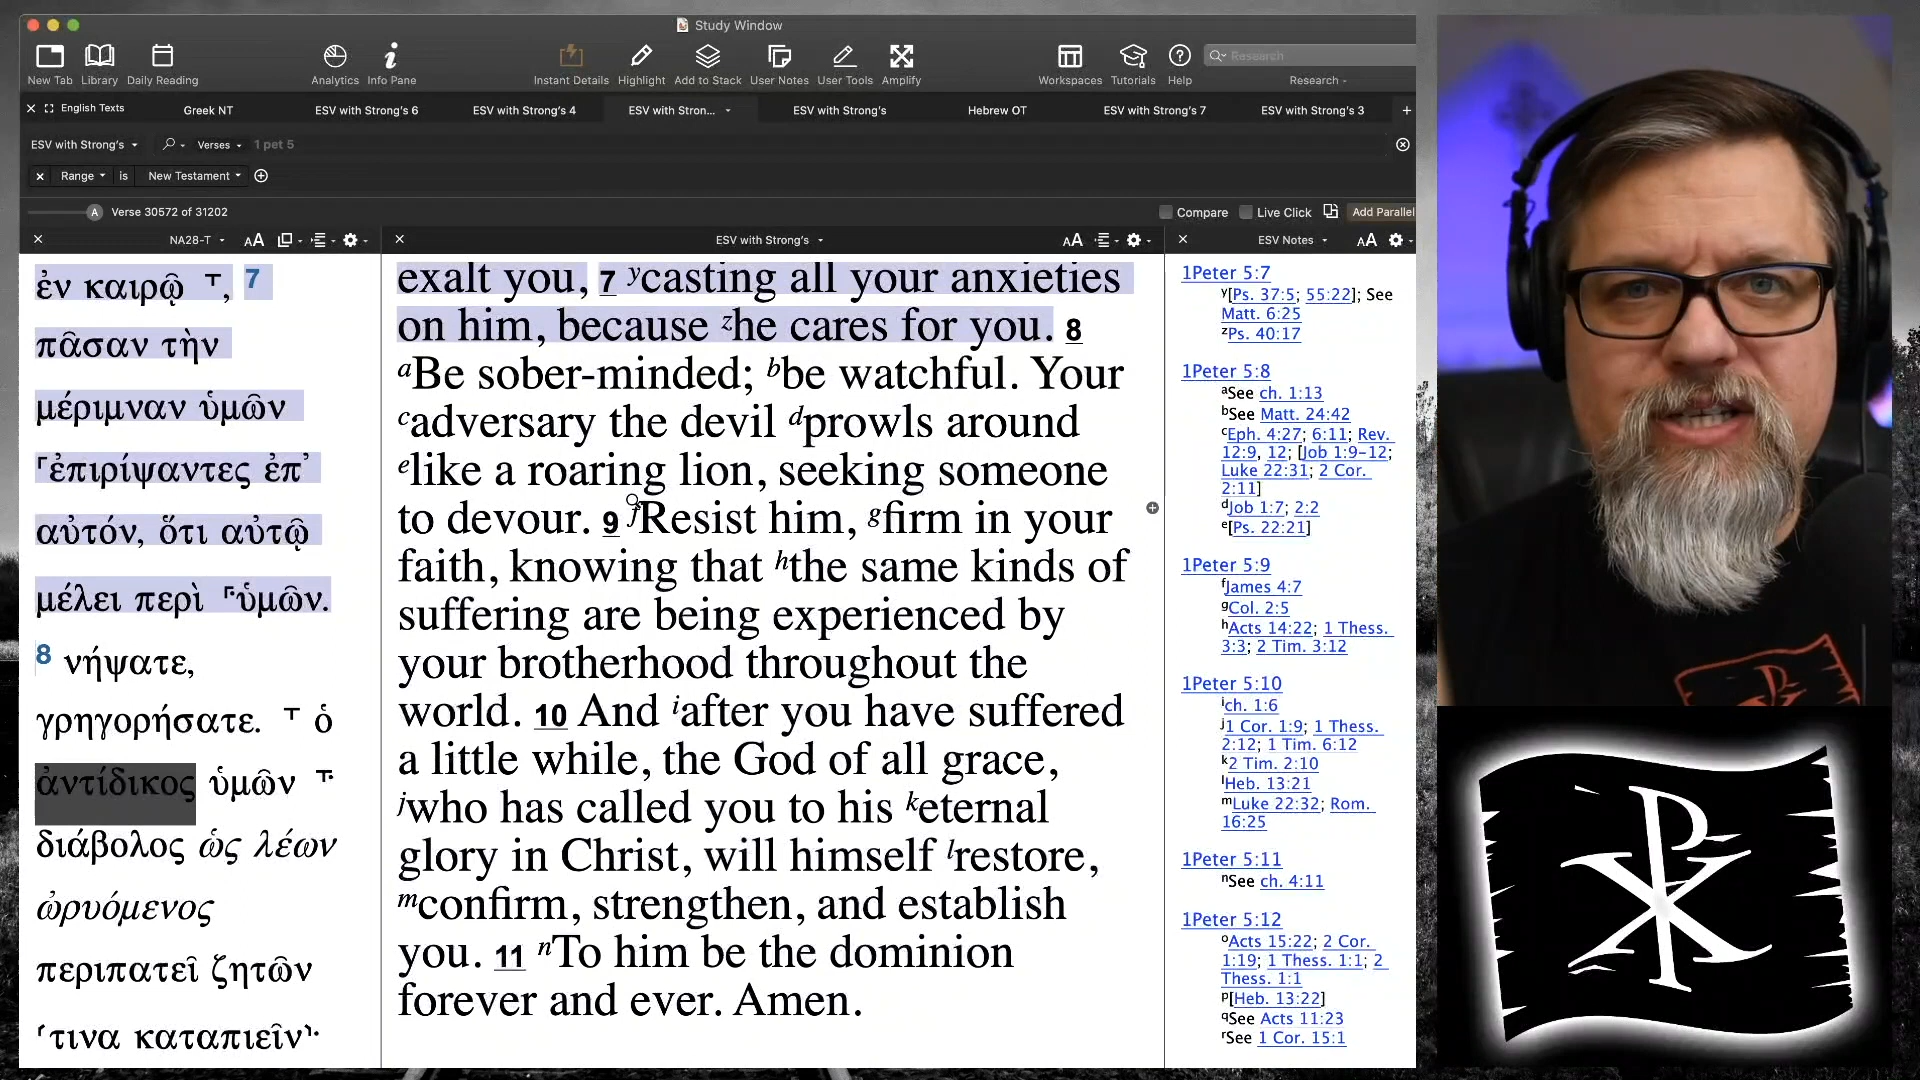 Study Window
New Tab Library Daily Reading Analytics Info Pane Instant Details Highlight Add to Stack User Notes User Tools Amplify Workspaces Tutorials Help Research
Research
English Texts Greek NT ESV with Strong's 6 ESV with Strong's 4 ESV with Stron... ESV with Strong's Hebrew OT ESV with Strong's 7 ESV with Strong's 3
ESV with Strong's Verses 1 pet 5
Range is New Testament
A Verse 30572 of 31202 Compare Live Click Add Parallel
NA28-T AA
ἐν καιρῷ ⸆, 7
πᾶσαν τὴν
μέριμναν ὑμῶν
⸀ἐπιρίψαντες ἐπ’
αὐτόν, ὅτι αὐτῷ
μέλει περὶ ⸁ὑμῶν.
8 νήψατε,
γρηγορήσατε. ⸆ ὁ
ἀντίδικος ὑμῶν ⸆
διάβολος ὡς λέων
ὠρυόμενος
περιπατεῖ ζητῶν
⸂τινα καταπιεῖν⸃·
ESV with Strong's AA
exalt you, 7 ycasting all your anxieties
on him, because zhe cares for you. 8
aBe sober-minded; bbe watchful. Your
cadversary the devil dprowls around
elike a roaring lion, seeking someone
to devour. 9 fResist him, gfirm in your
faith, knowing that hthe same kinds of
suffering are being experienced by
your brotherhood throughout the
world. 10 And iafter you have suffered
a little while, the God of all grace,
jwho has called you to his keternal
glory in Christ, will himself lrestore,
mconfirm, strengthen, and establish
you. 11 nTo him be the dominion
forever and ever. Amen.
ESV Notes AA
1Peter 5:7
y[Ps. 37:5; 55:22]; See
Matt. 6:25
zPs. 40:17
1Peter 5:8
aSee ch. 1:13
bSee Matt. 24:42
cEph. 4:27; 6:11; Rev.
12:9, 12; [Job 1:9–12;
Luke 22:31; 2 Cor.
2:11]
dJob 1:7; 2:2
e[Ps. 22:21]
1Peter 5:9
fJames 4:7
gCol. 2:5
hActs 14:22; 1 Thess.
3:3; 2 Tim. 3:12
1Peter 5:10
ich. 1:6
j1 Cor. 1:9; 1 Thess.
2:12; 1 Tim. 6:12
k2 Tim. 2:10
lHeb. 13:21
mLuke 22:32; Rom.
16:25
1Peter 5:11
nSee ch. 4:11
1Peter 5:12
oActs 15:22; 2 Cor.
1:19; 1 Thess. 1:1; 2
Thess. 1:1
p[Heb. 13:22]
qSee Acts 11:23
rSee 1 Cor. 15:1